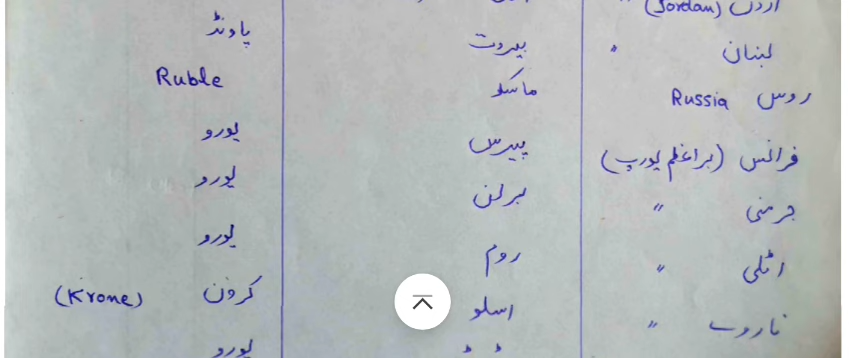 اردن (Jordan)
لبنان " بیروت پاونڈ
روس Russia ماسکو Ruble
فرانس (براعظم یورپ) پیرس یورو
جرمنی " برلن یورو
اٹلی " روم یورو
ناروے " اسلو کرون (Krone)
یورو